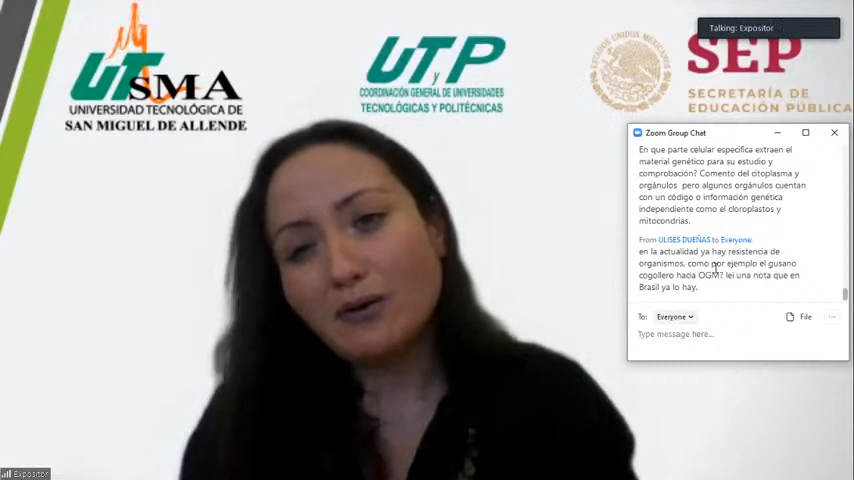 Talking: Expositor
UTSMA
UNIVERSIDAD TECNOLÓGICA DE
SAN MIGUEL DE ALLENDE
UTyP
COORDINACIÓN GENERAL DE UNIVERSIDADES
TECNOLÓGICAS Y POLITÉCNICAS
ESTADOS UNIDOS MEXICANOS
SEP
SECRETARÍA DE
EDUCACIÓN PÚBLICA
Zoom Group Chat
En que parte celular especifica extraen el
material genético para su estudio y
comprobación? Comento del citoplasma y
orgánulos pero algunos orgánulos cuentan
con un código o información genética
independiente como el cloroplastos y
mitocondrias.
From ULISES DUEÑAS to Everyone:
en la actualidad ya hay resistencia de
organismos, como por ejemplo el gusano
cogollero hacia OGM? lei una nota que en
Brasil ya lo hay.
To: Everyone File ...
Type message here...
Expositor